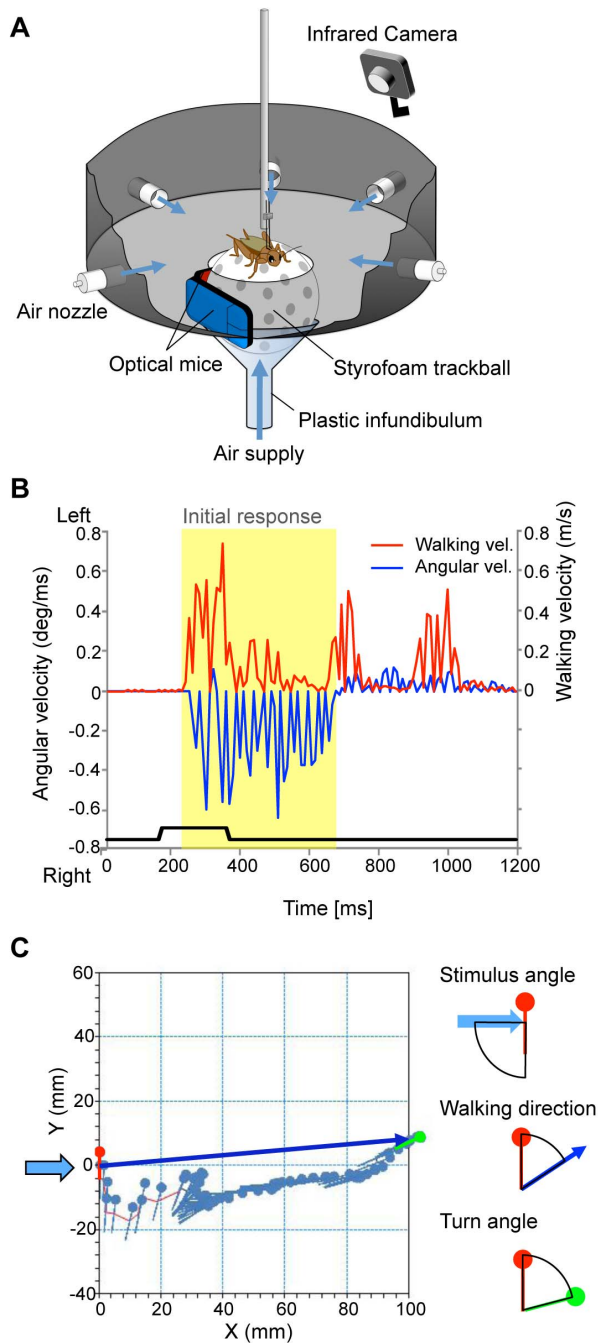 A
Infrared Camera
Air nozzle
Optical mice
Styrofoam trackball
Plastic infundibulum
Air supply
B
Left
Initial response
0.8
0.6
0.4
0.2
0
-0.2
-0.4
-0.6
-0.8
Right
Angular velocity (deg/ms)
Walking vel.
Angular vel.
0.8
0.6
0.4
0.2
0
Walking velocity (m/s)
0 200 400 600 800 1000 1200
Time [ms]
C
60
40
20
0
-20
-40
Y (mm)
0 20 40 60 80 100
X (mm)
Stimulus angle
Walking direction
Turn angle